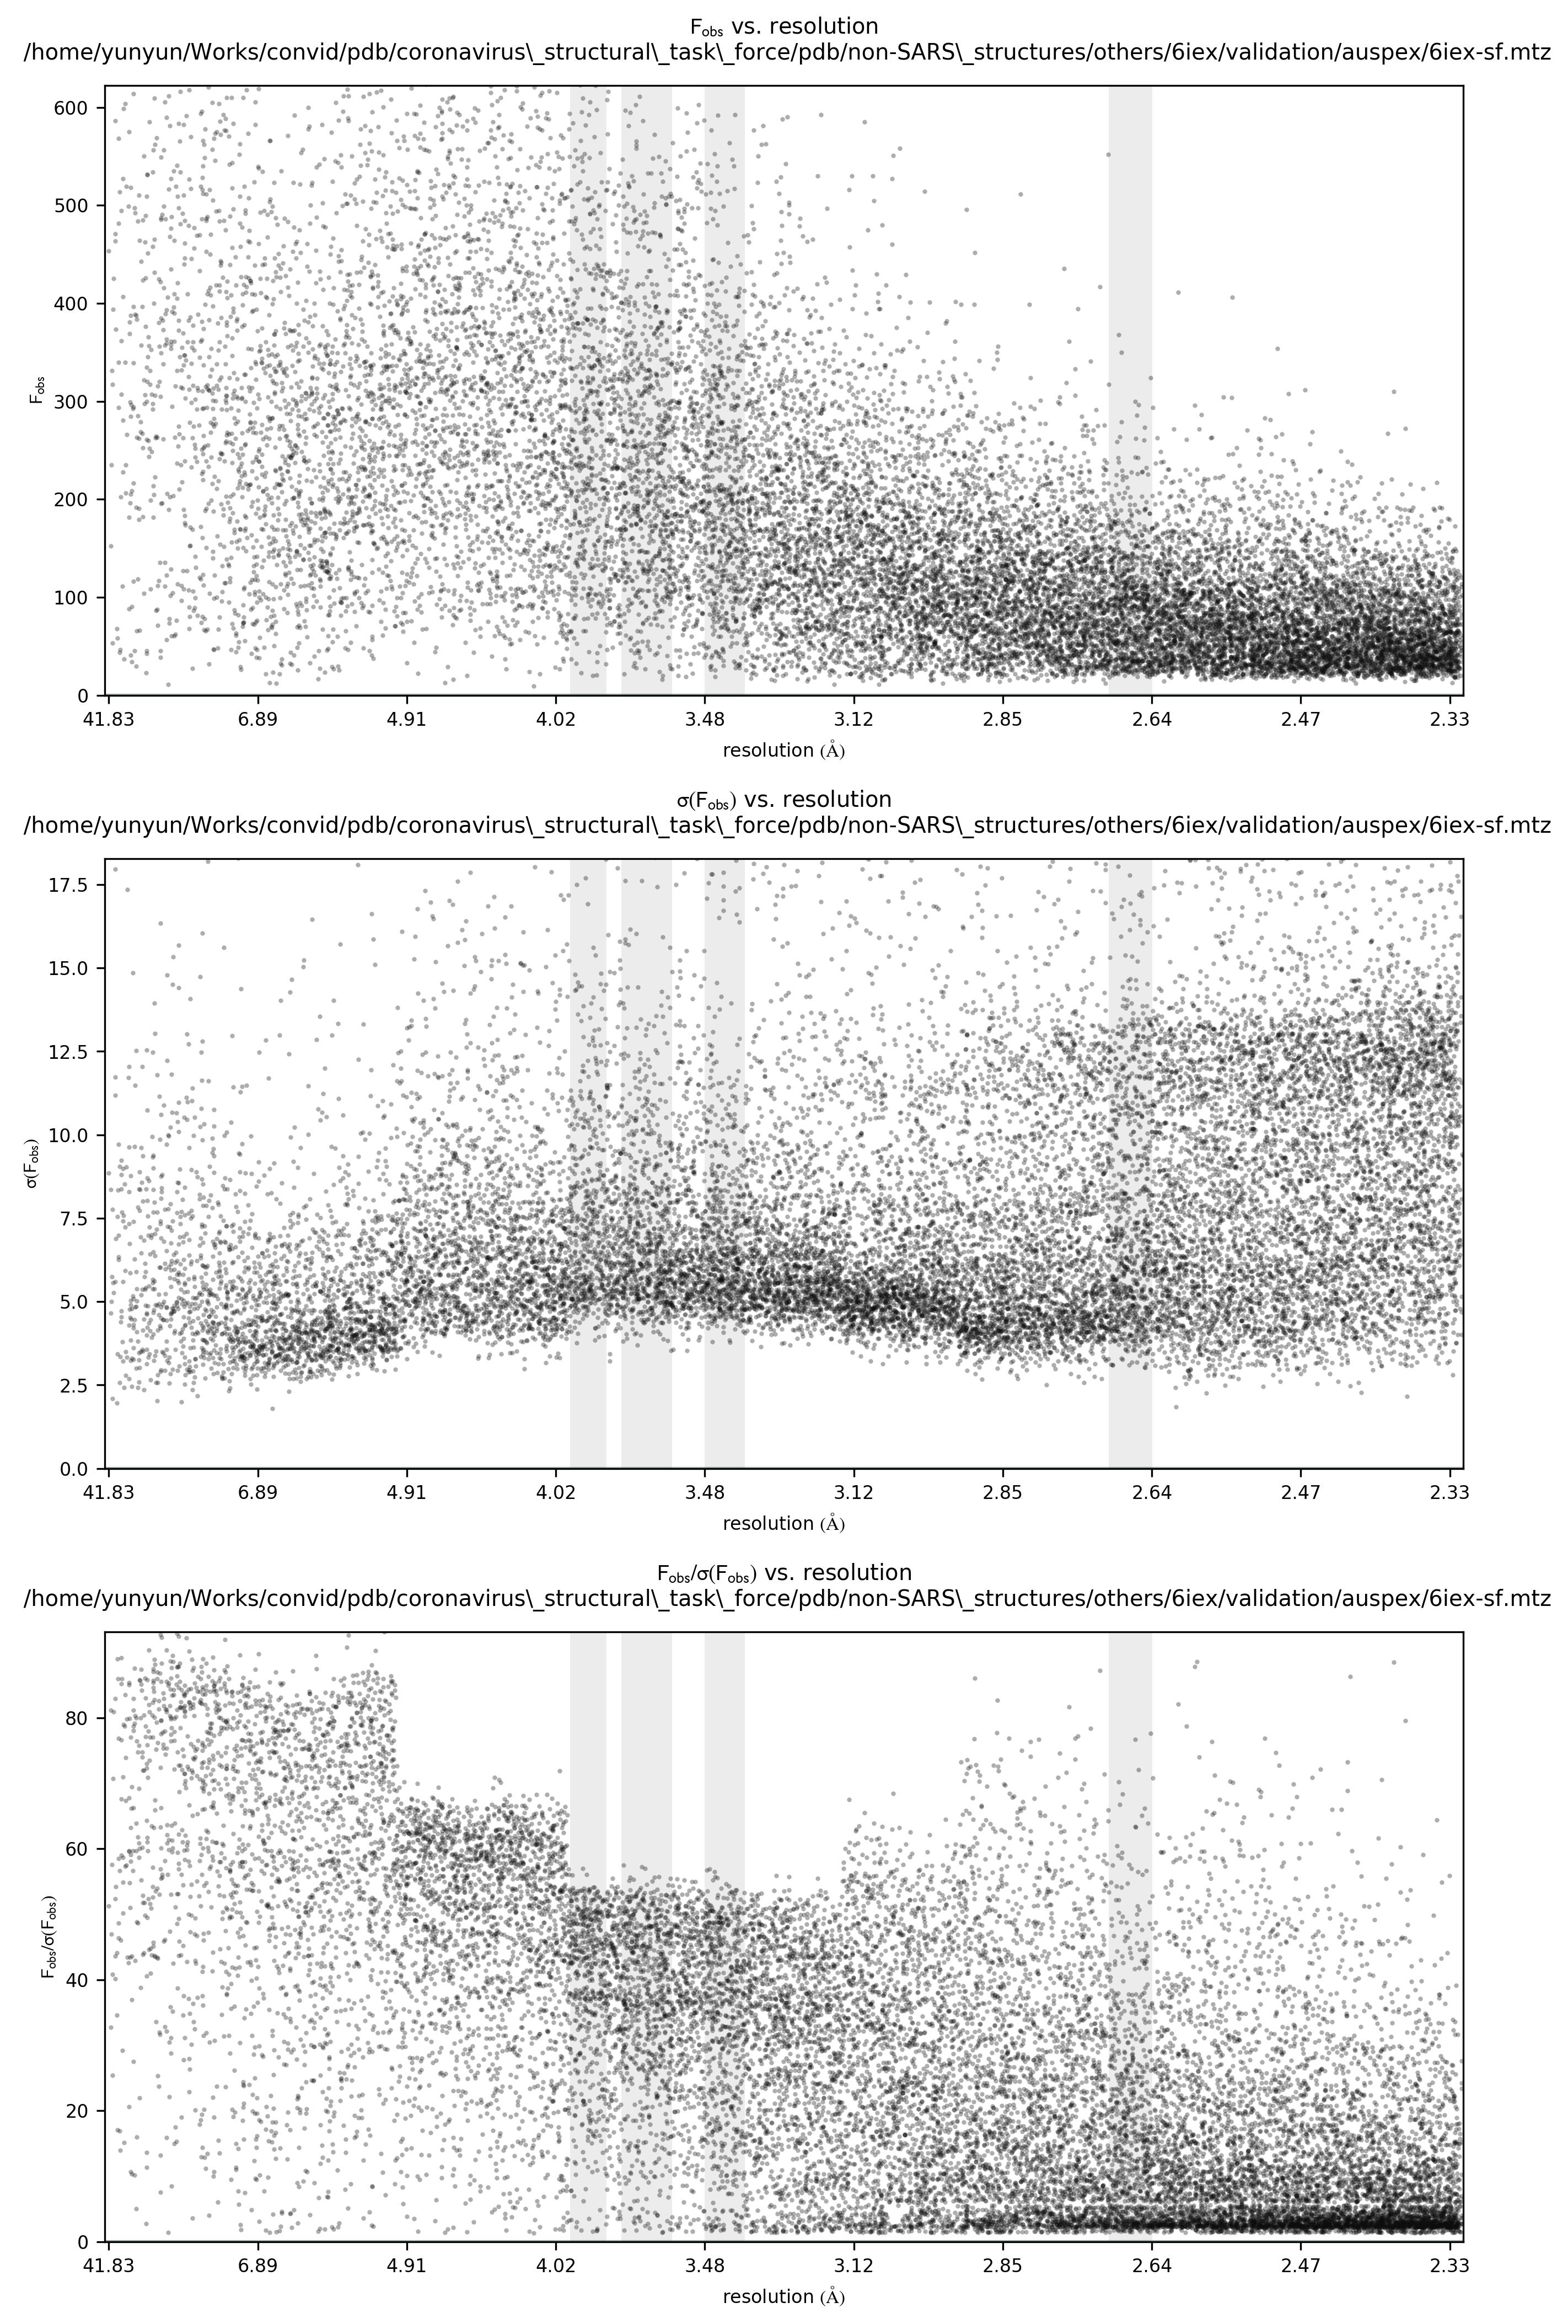 Fobs vs. resolution
/home/yunyun/Works/convid/pdb/coronavirus\_structural\_task\_force/pdb/non-SARS\_structures/others/6iex/validation/auspex/6iex-sf.mtz
600
500
400
300
200
100
0
Fobs
41.83 6.89 4.91 4.02 3.48 3.12 2.85 2.64 2.47 2.33
resolution (Å)
σ(Fobs) vs. resolution
/home/yunyun/Works/convid/pdb/coronavirus\_structural\_task\_force/pdb/non-SARS\_structures/others/6iex/validation/auspex/6iex-sf.mtz
17.5
15.0
12.5
10.0
7.5
5.0
2.5
0.0
σ(Fobs)
41.83 6.89 4.91 4.02 3.48 3.12 2.85 2.64 2.47 2.33
resolution (Å)
Fobs/σ(Fobs) vs. resolution
/home/yunyun/Works/convid/pdb/coronavirus\_structural\_task\_force/pdb/non-SARS\_structures/others/6iex/validation/auspex/6iex-sf.mtz
80
60
40
20
0
Fobs/σ(Fobs)
41.83 6.89 4.91 4.02 3.48 3.12 2.85 2.64 2.47 2.33
resolution (Å)